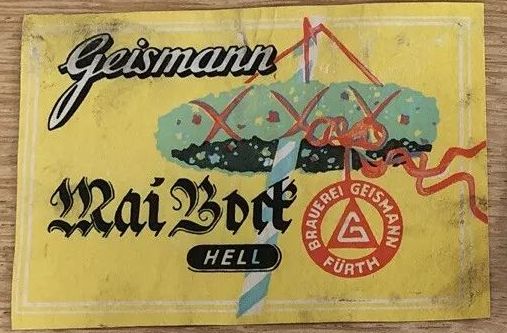 Geismann
Mai Bock
HELL
BRAUEREI GEISMANN
FÜRTH
G